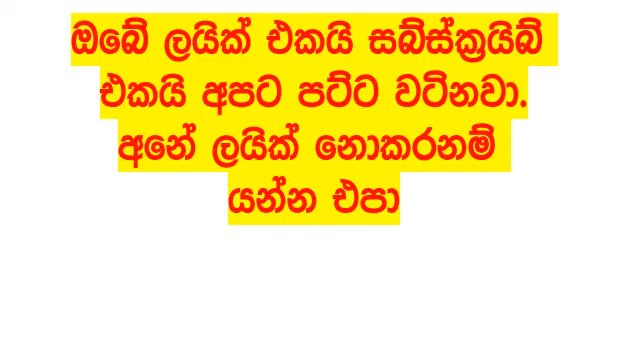 ඔබේ ලයික් එකයි සබ්ස්ක්‍රයිබ්
එකයි අපට පට්ට වටිනවා.
අනේ ලයික් නොකරනම්
යන්න එපා